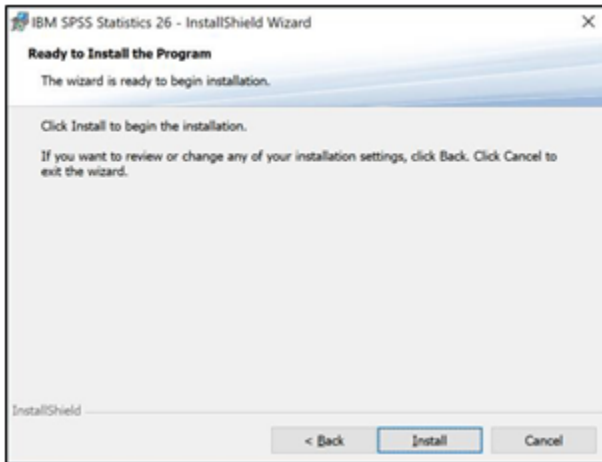 IBM SPSS Statistics 26 - InstallShield Wizard
Ready to Install the Program
The wizard is ready to begin installation.
Click Install to begin the installation.
If you want to review or change any of your installation settings, click Back. Click Cancel to
exit the wizard.
InstallShield
< Back
Install
Cancel